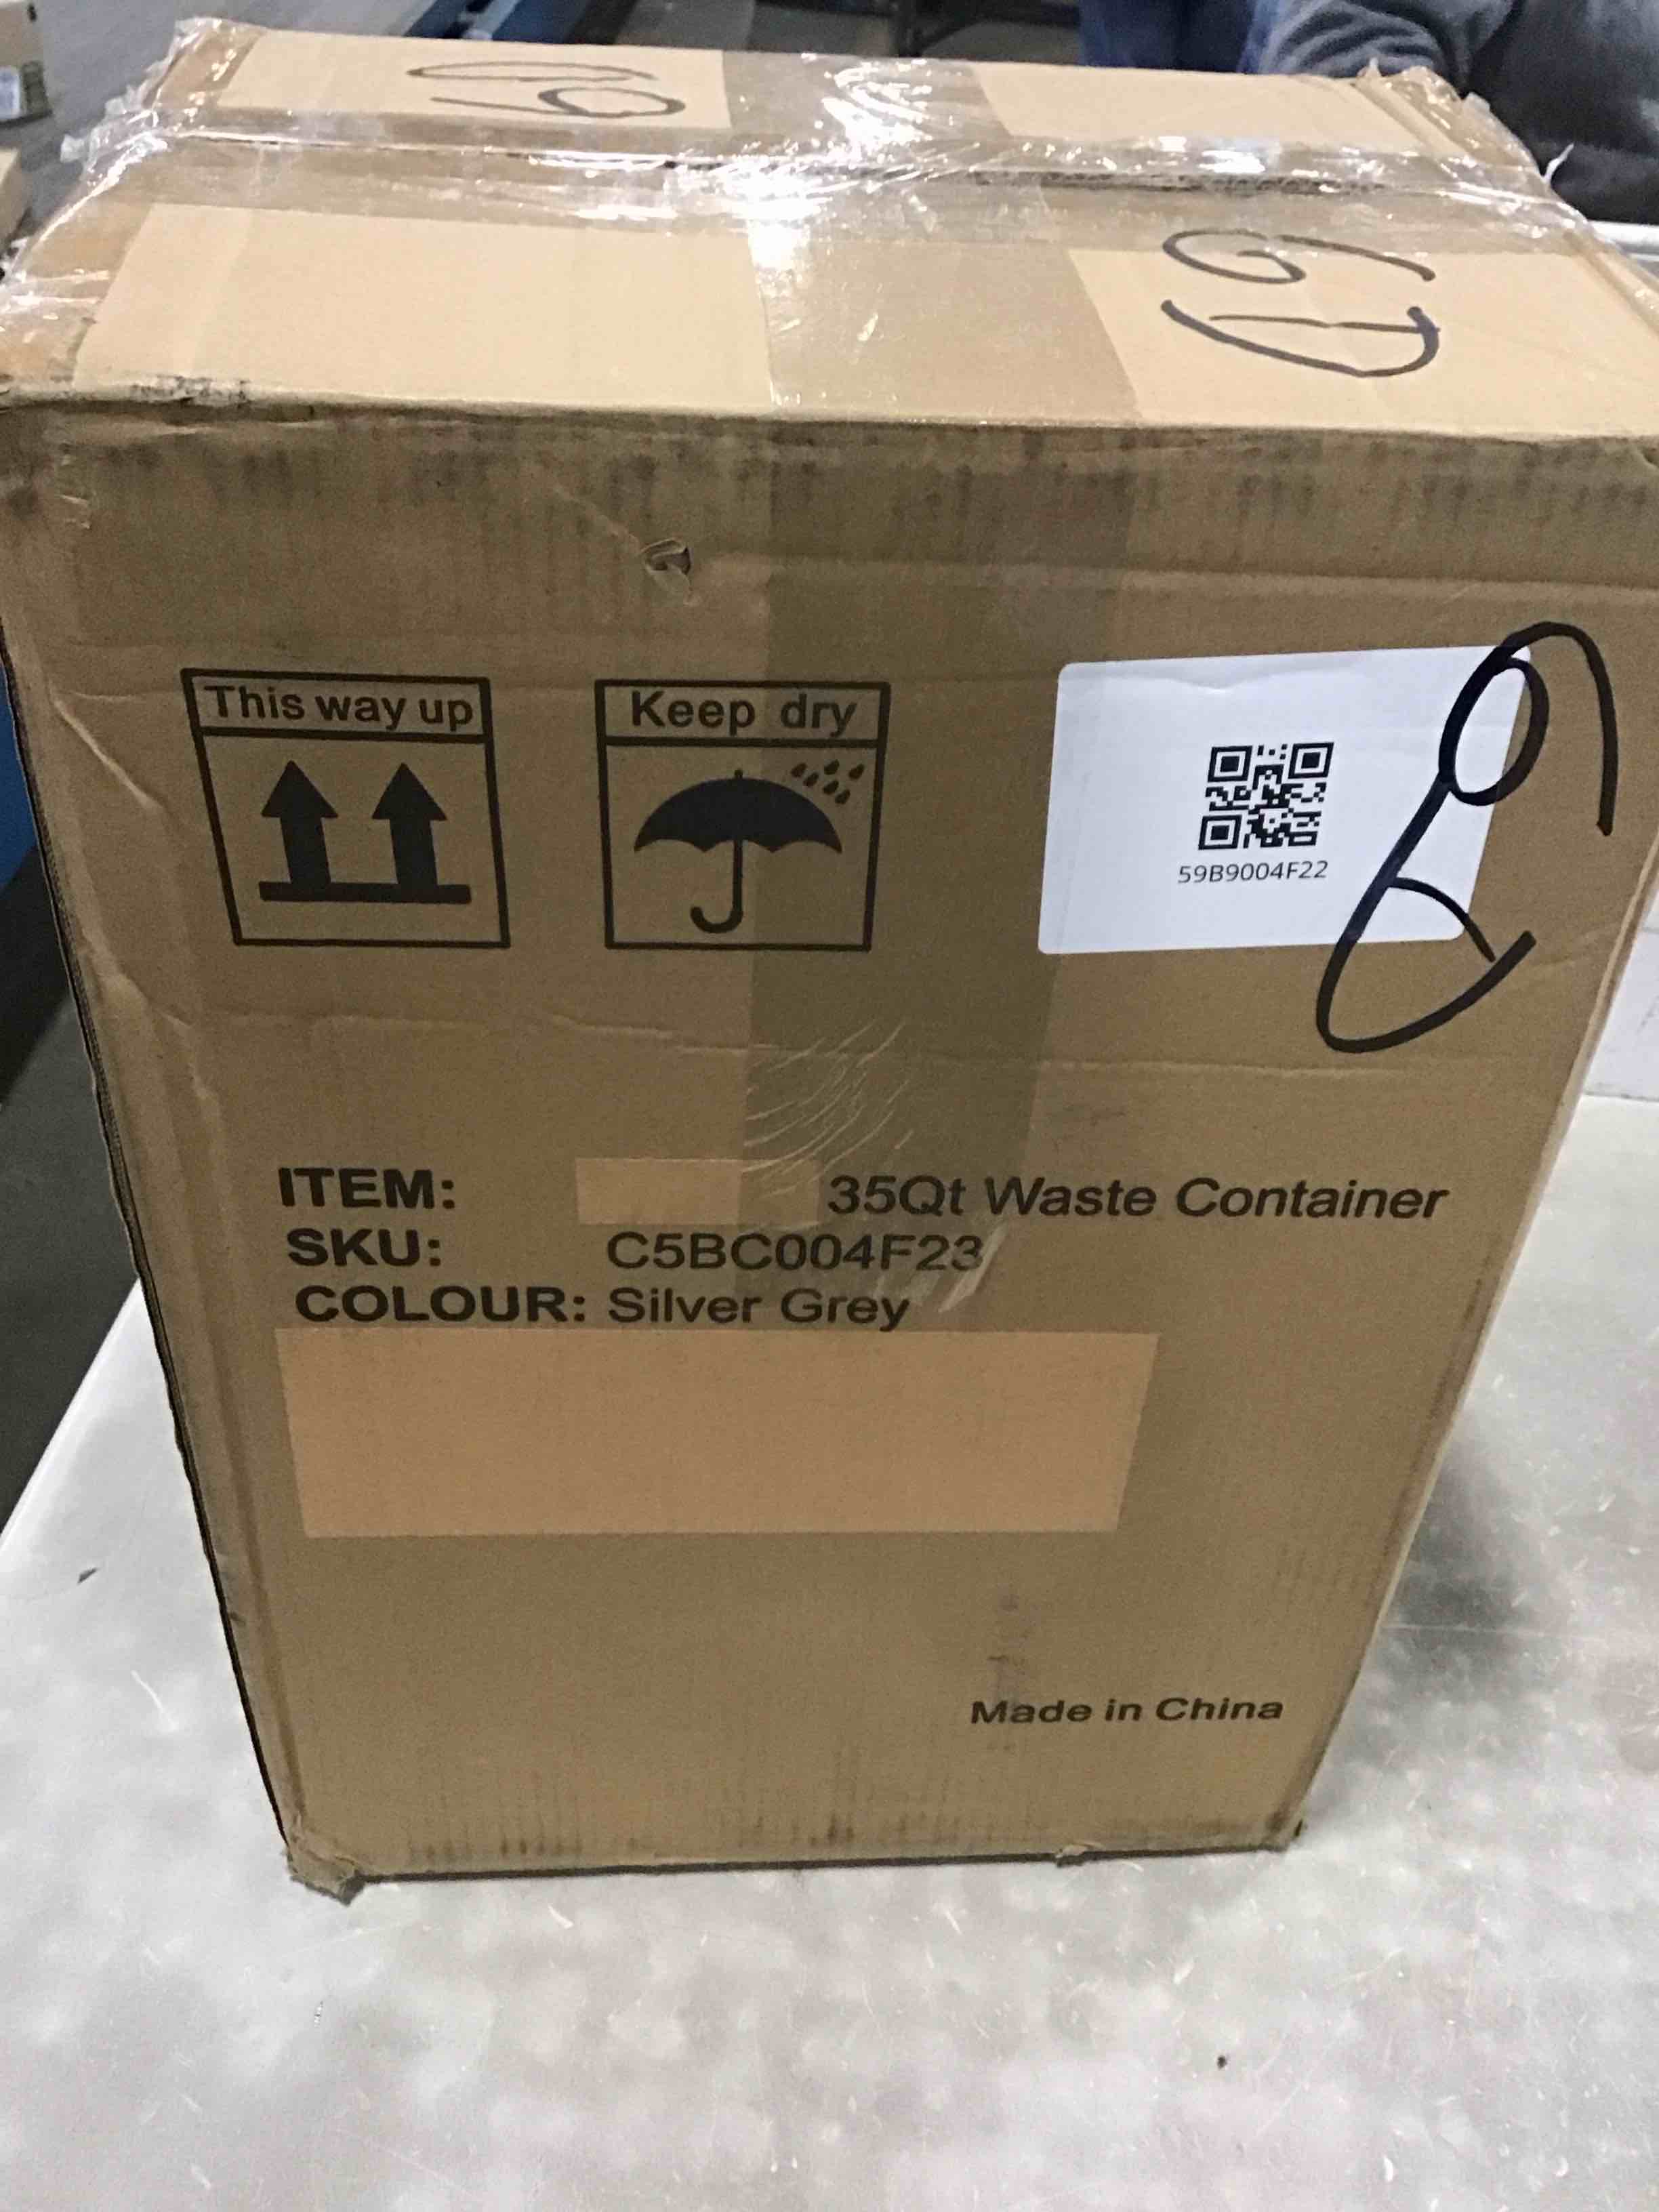 This way up
Keep dry
59B9004F22
ITEM: 35Qt Waste Container
SKU: C5BC004F23
COLOUR: Silver Grey
Made in China